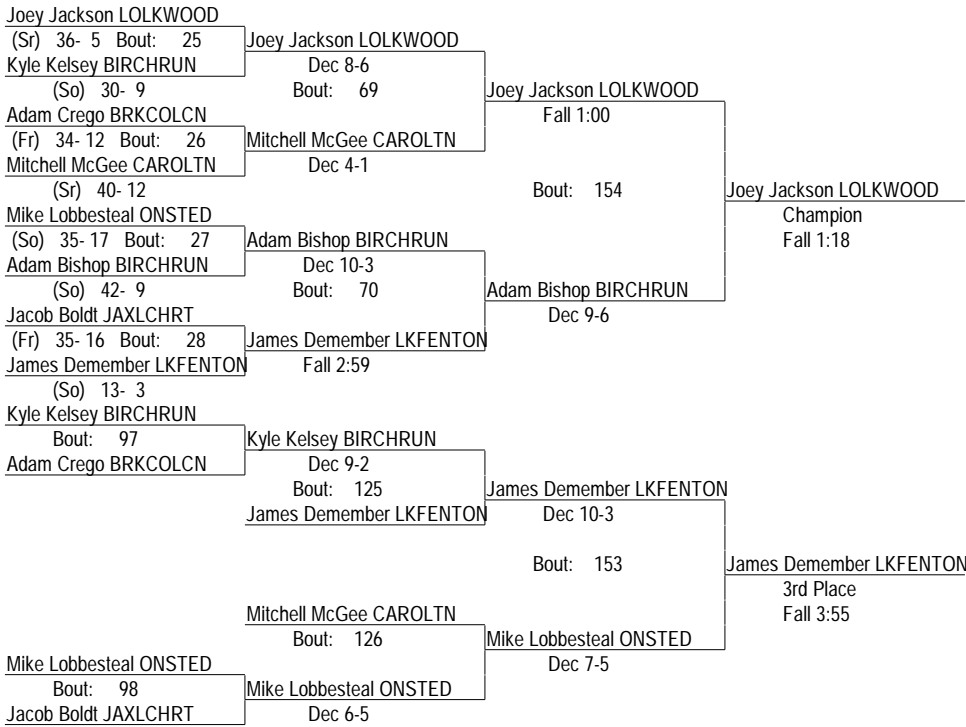 Joey Jackson LOLKWOOD
(Sr) 36- 5 Bout: 25
Joey Jackson LOLKWOOD
Kyle Kelsey BIRCHRUN
Dec 8-6
(So) 30- 9
Bout: 69
Joey Jackson LOLKWOOD
Adam Crego BRKCOLCN
Fall 1:00
(Fr) 34- 12 Bout: 26
Mitchell McGee CAROLTN
Mitchell McGee CAROLTN
Dec 4-1
(Sr) 40- 12
Bout: 154
Joey Jackson LOLKWOOD
Mike Lobbesteal ONSTED
Champion
(So) 35- 17 Bout: 27
Adam Bishop BIRCHRUN
Fall 1:18
Adam Bishop BIRCHRUN
Dec 10-3
(So) 42- 9
Bout: 70
Adam Bishop BIRCHRUN
Jacob Boldt JAXLCHRT
Dec 9-6
(Fr) 35- 16 Bout: 28
James Demember LKFENTON
James Demember LKFENTON
Fall 2:59
(So) 13- 3
Kyle Kelsey BIRCHRUN
Bout: 97
Kyle Kelsey BIRCHRUN
Adam Crego BRKCOLCN
Dec 9-2
Bout: 125
James Demember LKFENTON
James Demember LKFENTON
Dec 10-3
Bout: 153
James Demember LKFENTON
3rd Place
Mitchell McGee CAROLTN
Fall 3:55
Bout: 126
Mike Lobbesteal ONSTED
Mike Lobbesteal ONSTED
Dec 7-5
Bout: 98
Mike Lobbesteal ONSTED
Jacob Boldt JAXLCHRT
Dec 6-5